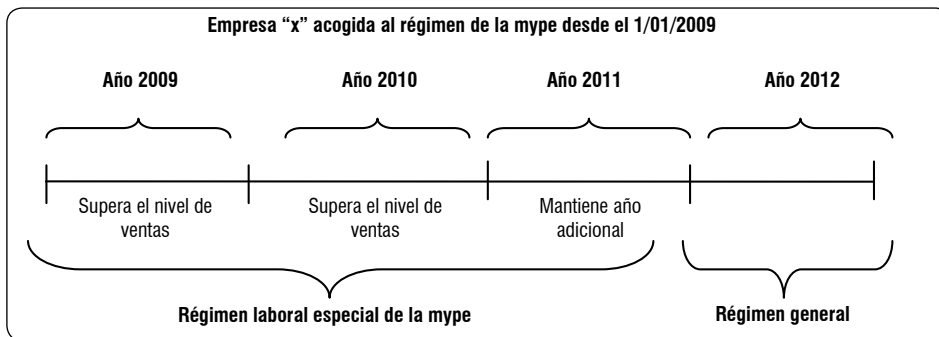 Empresa “x” acogida al régimen de la mype desde el 1/01/2009
Año 2009
Año 2010
Año 2011
Año 2012
Supera el nivel de
ventas
Supera el nivel de
ventas
Mantiene año
adicional
Régimen laboral especial de la mype
Régimen general